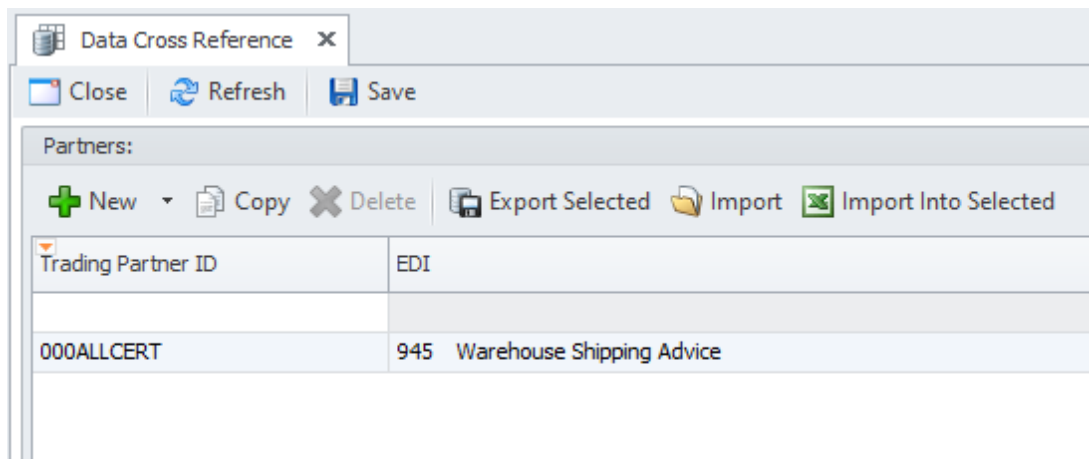 Data Cross Reference
Close Refresh Save
Partners:
New Copy Delete Export Selected Import Import Into Selected
Trading Partner ID EDI
000ALLCERT 945 Warehouse Shipping Advice